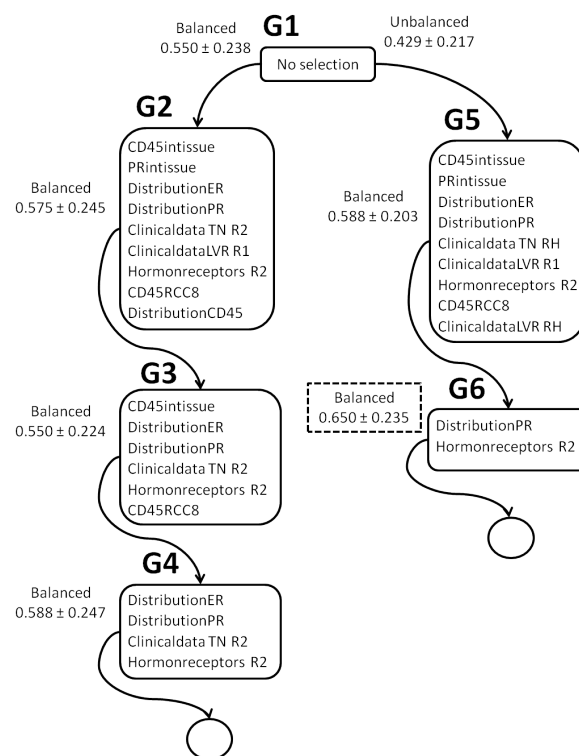 G1
Balanced
0.550 ± 0.238
Unbalanced
0.429 ± 0.217
No selection
G2
Balanced
0.575 ± 0.245
CD45intissue
PRintissue
DistributionER
DistributionPR
Clinicaldata TN R2
ClinicaldataLVR R1
Hormonreceptors R2
CD45RCC8
DistributionCD45
G5
Balanced
0.588 ± 0.203
CD45intissue
PRintissue
DistributionER
DistributionPR
Clinicaldata TN RH
ClinicaldataLVR R1
Hormonreceptors R2
CD45RCC8
ClinicaldataLVR RH
G3
Balanced
0.550 ± 0.224
CD45intissue
DistributionER
DistributionPR
Clinicaldata TN R2
Hormonreceptors R2
CD45RCC8
G6
Balanced
0.650 ± 0.235
DistributionPR
Hormonreceptors R2
G4
Balanced
0.588 ± 0.247
DistributionER
DistributionPR
Clinicaldata TN R2
Hormonreceptors R2